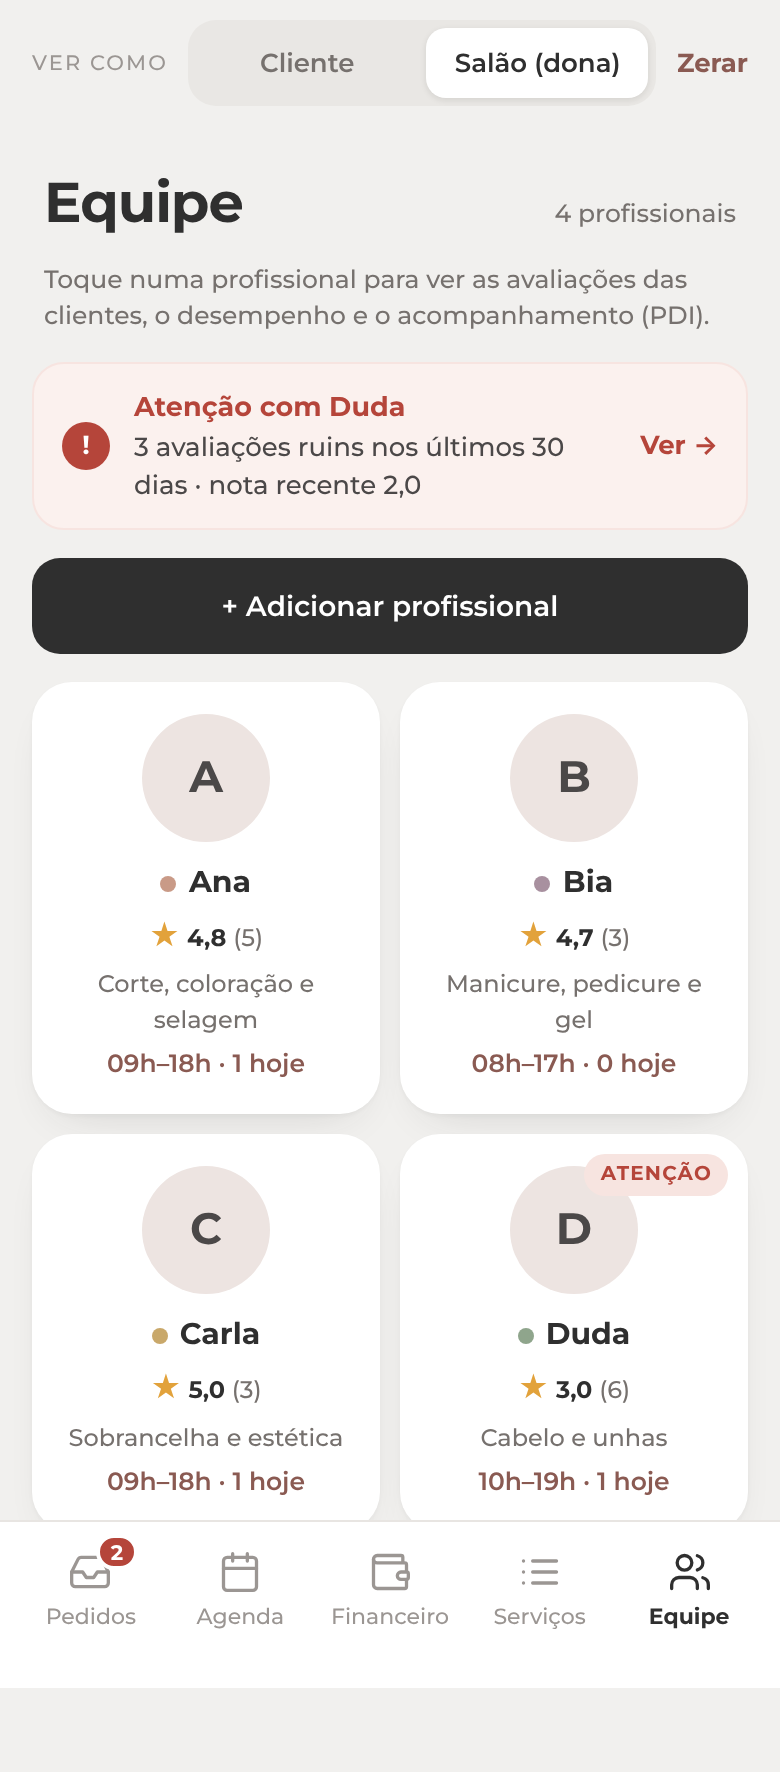 VER COMO Cliente Salão (dona) Zerar
Equipe 4 profissionais
Toque numa profissional para ver as avaliações das
clientes, o desempenho e o acompanhamento (PDI).
! Atenção com Duda
3 avaliações ruins nos últimos 30
dias · nota recente 2,0
Ver →
+ Adicionar profissional
A
Ana
★ 4,8 (5)
Corte, coloração e
selagem
09h–18h · 1 hoje
B
Bia
★ 4,7 (3)
Manicure, pedicure e
gel
08h–17h · 0 hoje
C
Carla
★ 5,0 (3)
Sobrancelha e estética
09h–18h · 1 hoje
ATENÇÃO
D
Duda
★ 3,0 (6)
Cabelo e unhas
10h–19h · 1 hoje
2
Pedidos Agenda Financeiro Serviços Equipe